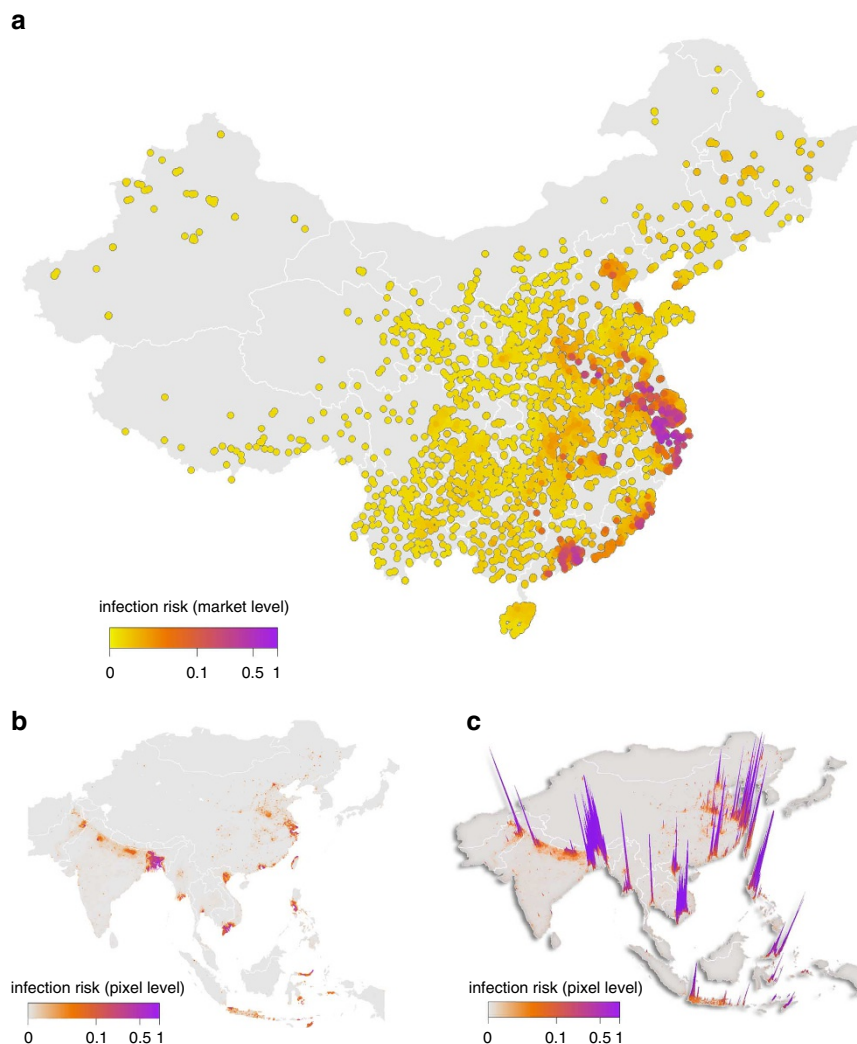 a
infection risk (market level)
0 0.1 0.5 1
b
c
infection risk (pixel level)
0 0.1 0.5 1
infection risk (pixel level)
0 0.1 0.5 1